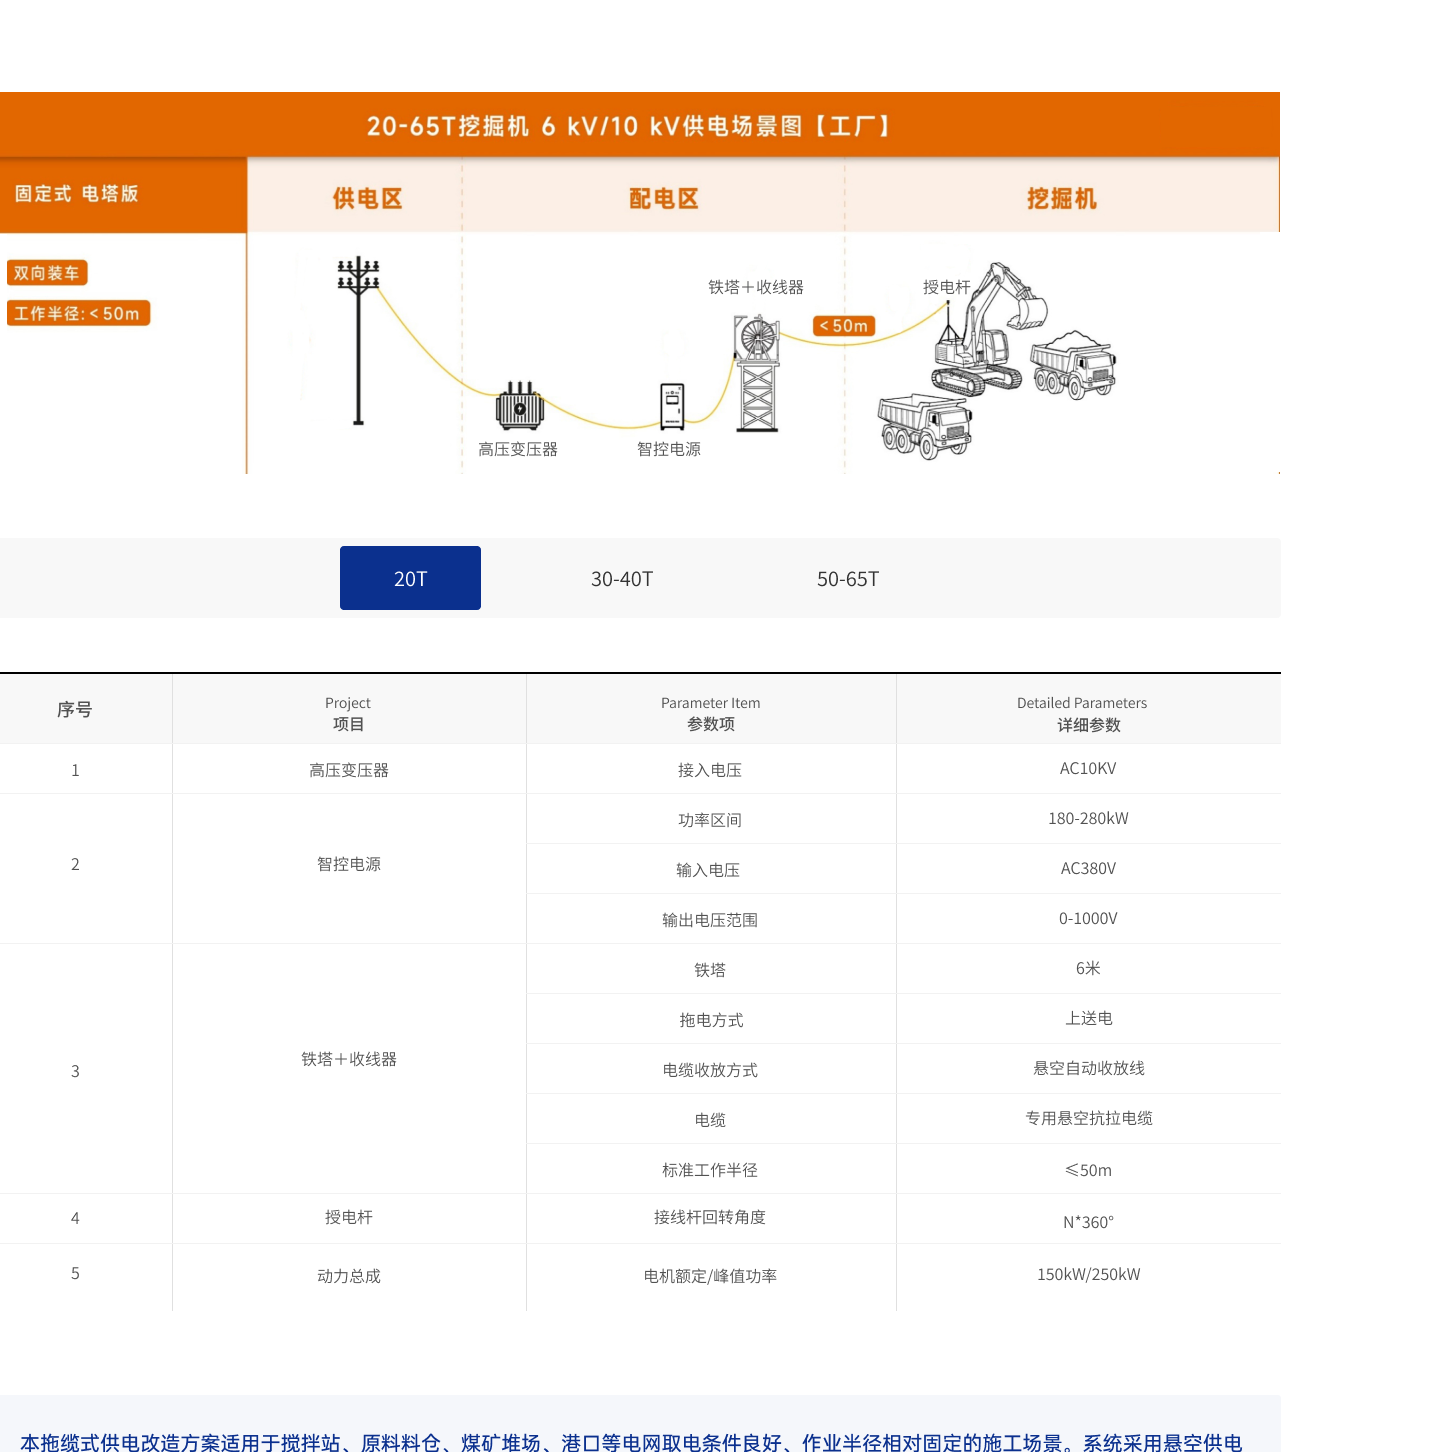 20-65T挖掘机 6 kV/10 kV供电场景图【工厂】
固定式 电塔版
供电区
配电区
挖掘机
双向装车
工作半径:<50m
铁塔+收线器
授电杆
<50m
高压变压器
智控电源
20T
30-40T
50-65T
序号
Project
项目
Parameter Item
参数项
Detailed Parameters
详细参数
1
高压变压器
接入电压
AC10KV
2
智控电源
功率区间
180-280kW
输入电压
AC380V
输出电压范围
0-1000V
3
铁塔+收线器
铁塔
6米
拖电方式
上送电
电缆收放方式
悬空自动收放线
电缆
专用悬空抗拉电缆
标准工作半径
≤50m
4
授电杆
接线杆回转角度
N*360°
5
动力总成
电机额定/峰值功率
150kW/250kW
本拖缆式供电改造方案适用于搅拌站、原料料仓、煤矿堆场、港口等电网取电条件良好、作业半径相对固定的施工场景。系统采用悬空供电